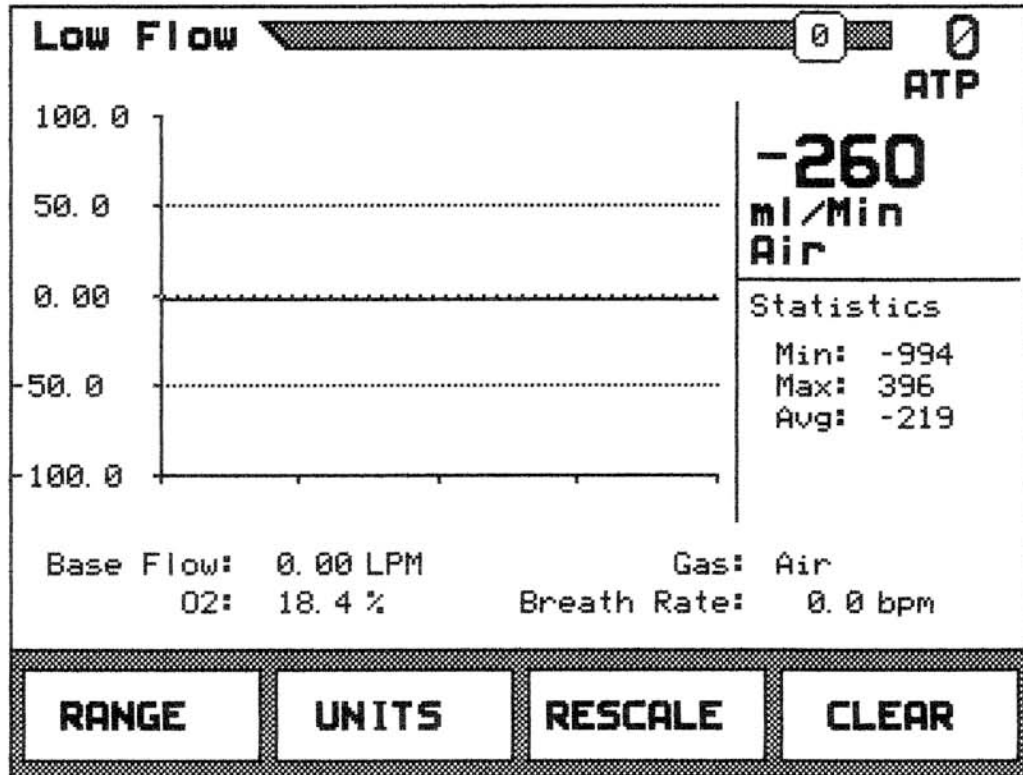 Low Flow 0 0
ATP
100.0
50.0
0.00
-50.0
-100.0
-260
ml/Min
Air
Statistics
Min: -994
Max: 396
Avg: -219
Base Flow: 0.00 LPM Gas: Air
O2: 18.4 % Breath Rate: 0.0 bpm
RANGE UNITS RESCALE CLEAR